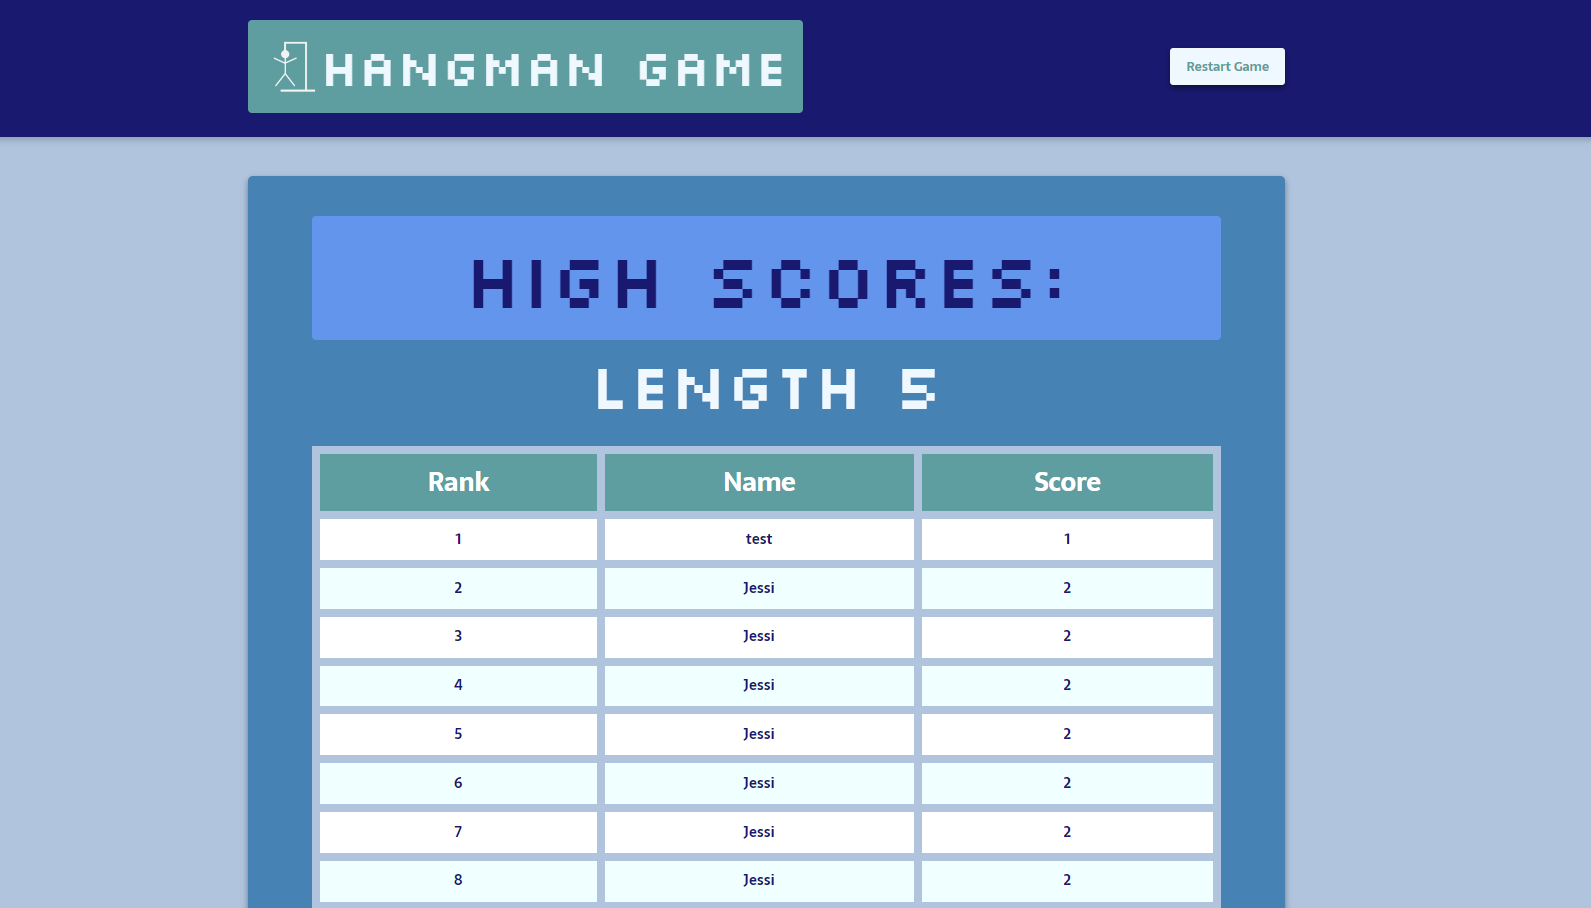 HANGMAN GAME
Restart Game
HIGH SCORES:
LENGTH 5
Rank Name Score
1 test 1
2 Jessi 2
3 Jessi 2
4 Jessi 2
5 Jessi 2
6 Jessi 2
7 Jessi 2
8 Jessi 2